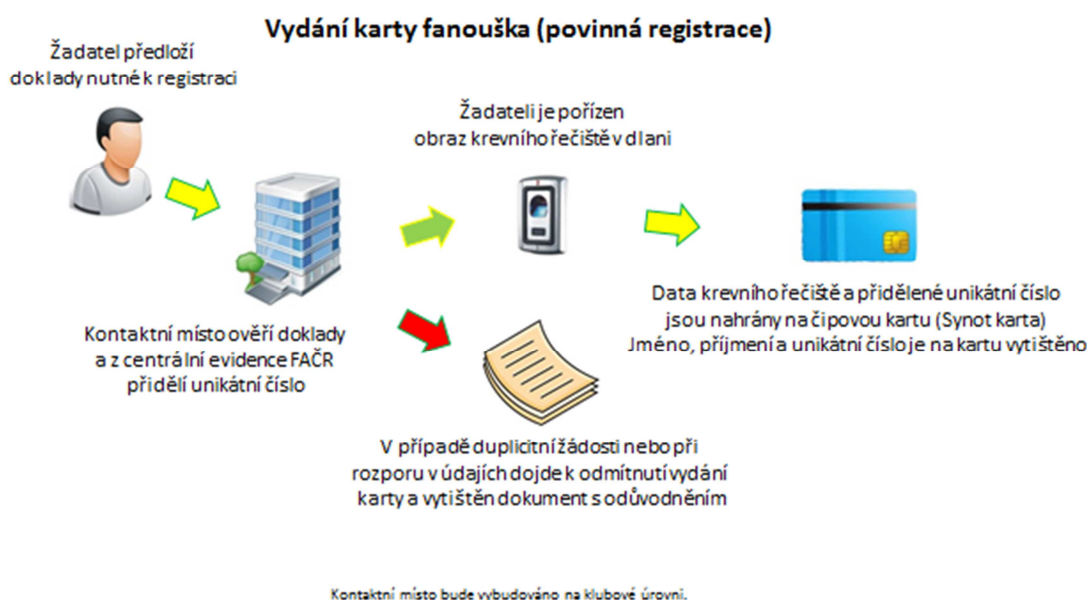 Vydání karty fanouška (povinná registrace)
Žadatel předloží
doklady nutné k registraci
Žadateli je pořízen
obraz krevního řečiště v dlani
Kontaktní místo ověří doklady
a z centrální evidence FAČR
přidělí unikátní číslo
Data krevního řečiště a přidělené unikátní číslo
jsou nahrány na čipovou kartu (Synot karta)
Jméno, příjmení a unikátní číslo je na kartu vytištěno
V případě duplicitní žádosti nebo při
rozporu v údajích dojde k odmítnutí vydání
karty a vytištěn dokument s odůvodněním
Kontaktní místo bude vybudováno na klubové úrovni.